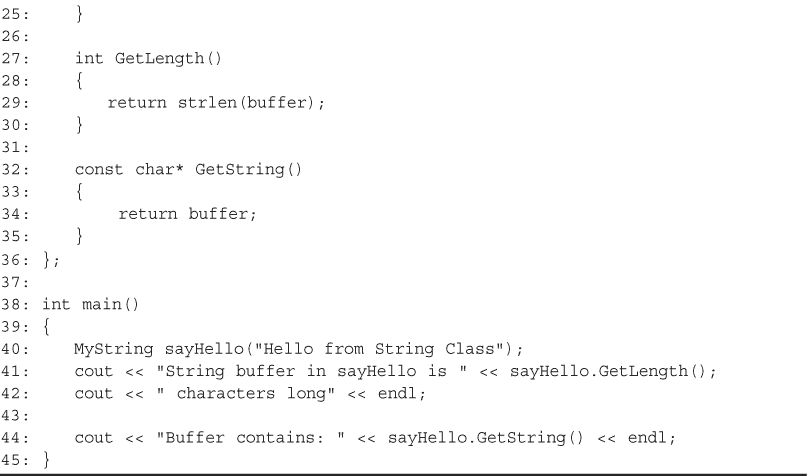 25:     }
26:
27:     int GetLength()
28:     {
29:        return strlen(buffer);
30:     }
31:
32:     const char* GetString()
33:     {
34:         return buffer;
35:     }
36: };
37:
38: int main()
39: {
40:     MyString sayHello("Hello from String Class");
41:     cout << "String buffer in sayHello is " << sayHello.GetLength();
42:     cout << " characters long" << endl;
43:
44:     cout << "Buffer contains: " << sayHello.GetString() << endl;
45: }